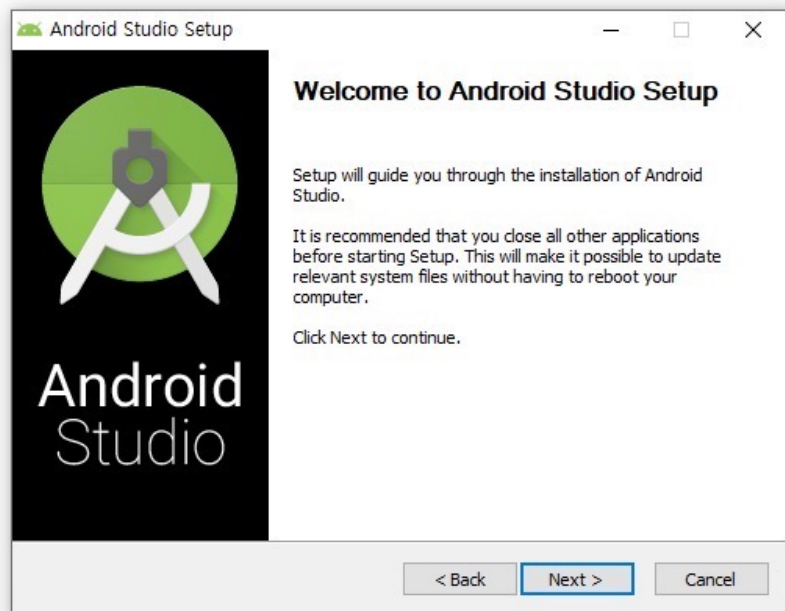 Android Studio Setup
Welcome to Android Studio Setup
Setup will guide you through the installation of Android
Studio.
It is recommended that you close all other applications
before starting Setup. This will make it possible to update
relevant system files without having to reboot your
computer.
Click Next to continue.
Android
Studio
< Back
Next >
Cancel